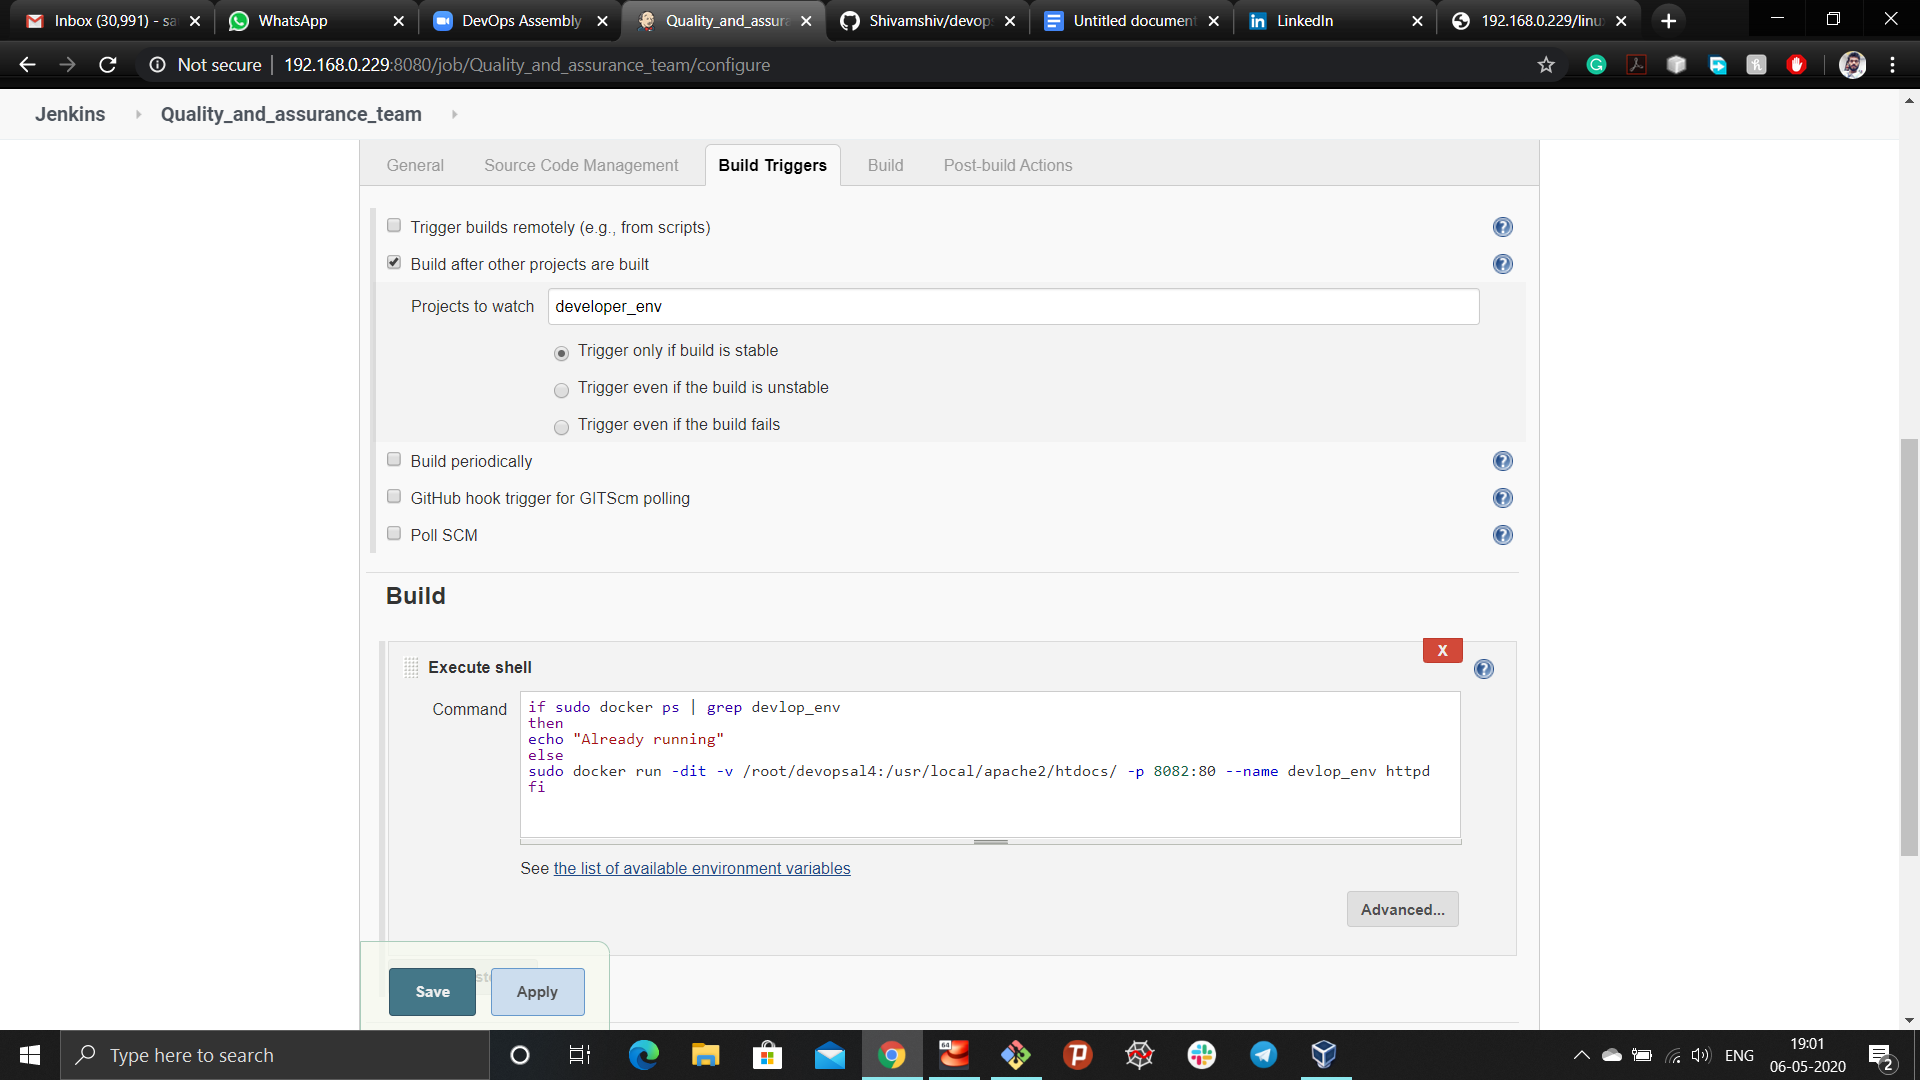 Inbox (30,991) - sa
WhatsApp
DevOps Assembly
Quality_and_assura
Shivamshiv/devop
Untitled document
LinkedIn
192.168.0.229/linu
Not secure
192.168.0.229:8080/job/Quality_and_assurance_team/configure
Jenkins
Quality_and_assurance_team
General
Source Code Management
Build Triggers
Build
Post-build Actions
Trigger builds remotely (e.g., from scripts)
Build after other projects are built
Projects to watch
developer_env
Trigger only if build is stable
Trigger even if the build is unstable
Trigger even if the build fails
Build periodically
GitHub hook trigger for GITScm polling
Poll SCM
Build
X
Execute shell
Command
if sudo docker ps | grep devlop_env
then
echo "Already running"
else
sudo docker run -dit -v /root/devopsal4:/usr/local/apache2/htdocs/ -p 8082:80 --name devlop_env httpd
fi
See the list of available environment variables
Advanced...
Save
Apply
Type here to search
64
ENG
19:01
06-05-2020
2